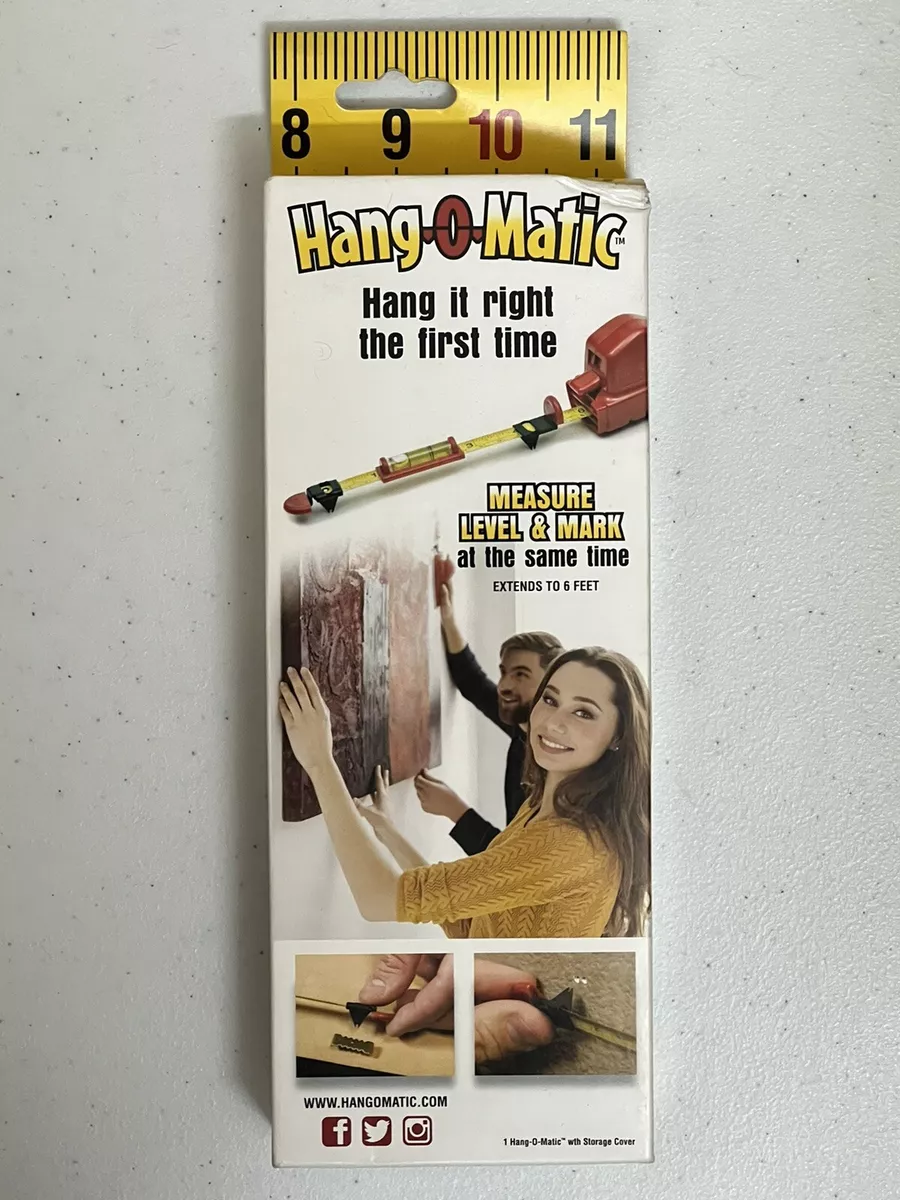 8 9 10 11
Hang-O-Matic™
Hang it right
the first time
MEASURE
LEVEL & MARK
at the same time
EXTENDS TO 6 FEET
WWW.HANGOMATIC.COM
1 Hang-O-Matic™ wth Storage Cover